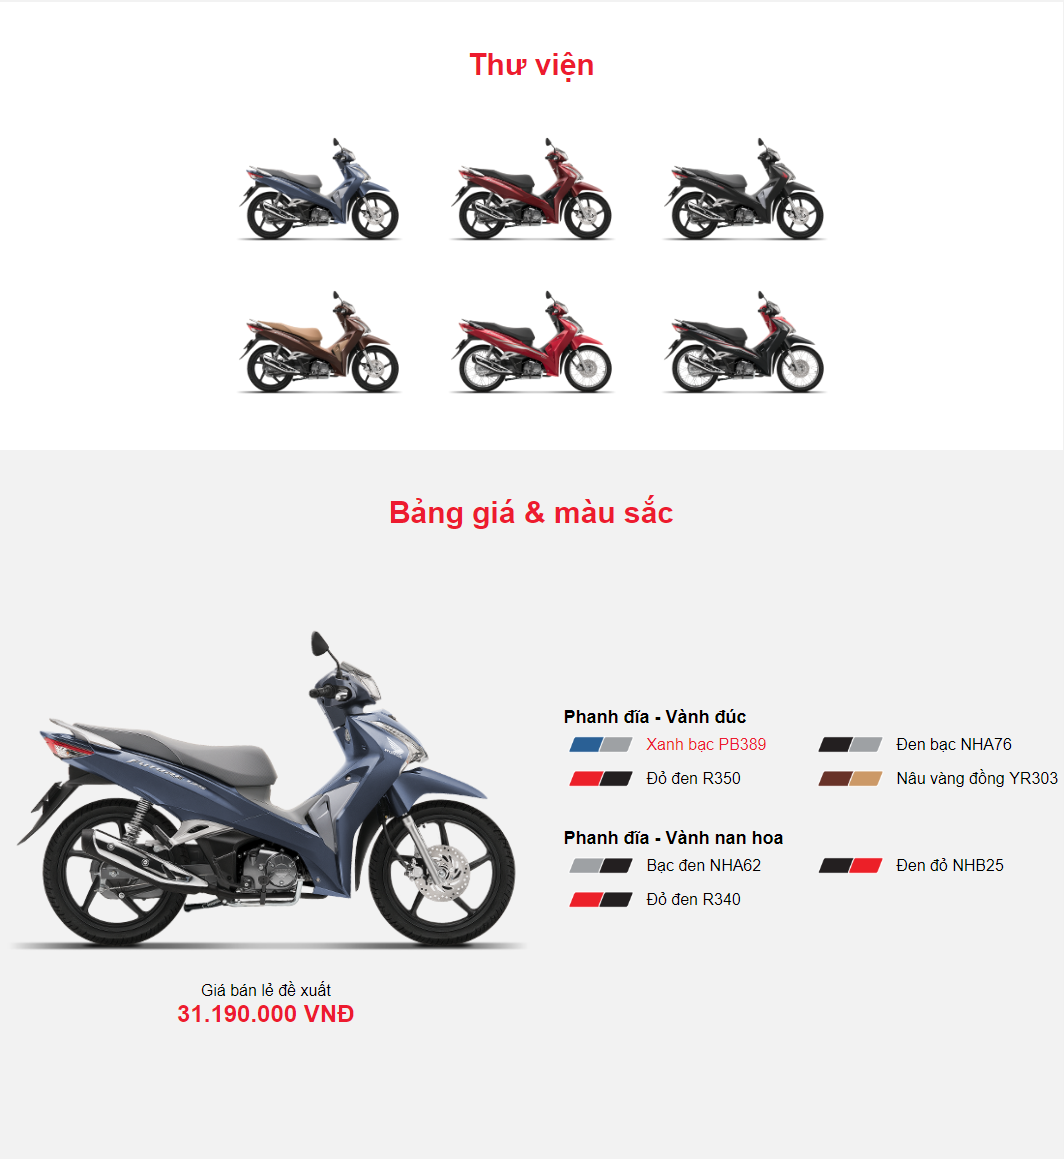 Thư viện
Bảng giá & màu sắc
Phanh đĩa - Vành đúc
Xanh bạc PB389
Đen bạc NHA76
Đỏ đen R350
Nâu vàng đồng YR303
Phanh đĩa - Vành nan hoa
Bạc đen NHA62
Đen đỏ NHB25
Đỏ đen R340
Giá bán lẻ đề xuất
31.190.000 VNĐ